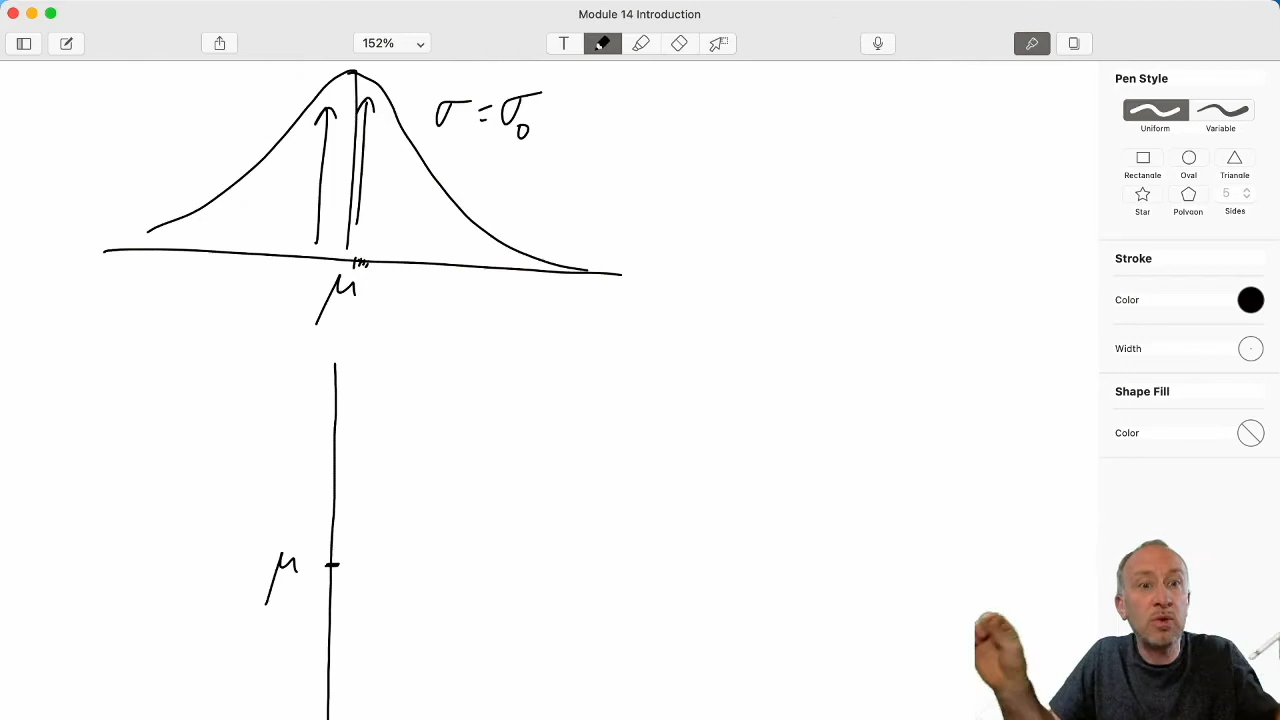 Module 14 Introduction
152%
T
Pen Style
Uniform Variable
Rectangle Oval Triangle
5
Star Polygon Sides
Stroke
Color
Width
Shape Fill
Color
σ = σ₀
μ
μ